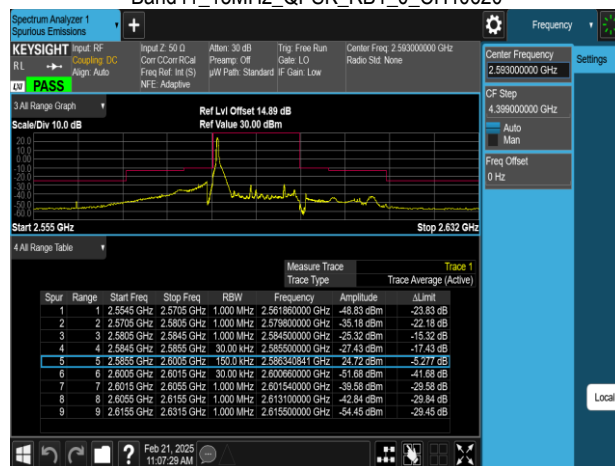 Spectrum Analyzer 1
Spurious Emissions
Frequency
KEYSIGHT
Input: RF
Coupling: DC
Align: Auto
Input Z: 50 Ω
Corr CCorr RCal
Freq Ref: Int (S)
NFE: Adaptive
Atten: 30 dB
Preamp: Off
µW Path: Standard
Trig: Free Run
Gate: LO
IF Gain: Low
Center Freq: 2.593000000 GHz
Radio Std: None
RL
LXI PASS
Center Frequency
2.593000000 GHz
Settings
CF Step
4.399000000 GHz
Auto
Man
Freq Offset
0 Hz
Local
3 All Range Graph
Scale/Div 10.0 dB
Ref Lvl Offset 14.89 dB
Ref Value 30.00 dBm
20.0
10.0
0.00
-10.0
-20.0
-30.0
-40.0
-50.0
-60.0
Start 2.555 GHz
Stop 2.632 GHz
4 All Range Table
Measure Trace Trace 1
Trace Type Trace Average (Active)
Spur Range Start Freq Stop Freq RBW Frequency Amplitude ΔLimit
1 1 2.5545 GHz 2.5705 GHz 1.000 MHz 2.561860000 GHz -48.83 dBm -23.83 dB
2 2 2.5705 GHz 2.5805 GHz 1.000 MHz 2.579800000 GHz -35.18 dBm -22.18 dB
3 3 2.5805 GHz 2.5845 GHz 1.000 MHz 2.584500000 GHz -25.32 dBm -15.32 dB
4 4 2.5845 GHz 2.5855 GHz 30.00 kHz 2.585500000 GHz -27.43 dBm -17.43 dB
5 5 2.5855 GHz 2.6005 GHz 150.0 kHz 2.586340841 GHz 24.72 dBm -5.277 dB
6 6 2.6005 GHz 2.6015 GHz 30.00 kHz 2.600660000 GHz -51.68 dBm -41.68 dB
7 7 2.6015 GHz 2.6055 GHz 1.000 MHz 2.601540000 GHz -39.58 dBm -29.58 dB
8 8 2.6055 GHz 2.6155 GHz 1.000 MHz 2.613100000 GHz -42.84 dBm -29.84 dB
9 9 2.6155 GHz 2.6315 GHz 1.000 MHz 2.615500000 GHz -54.45 dBm -29.45 dB
Feb 21, 2025
11:07:29 AM